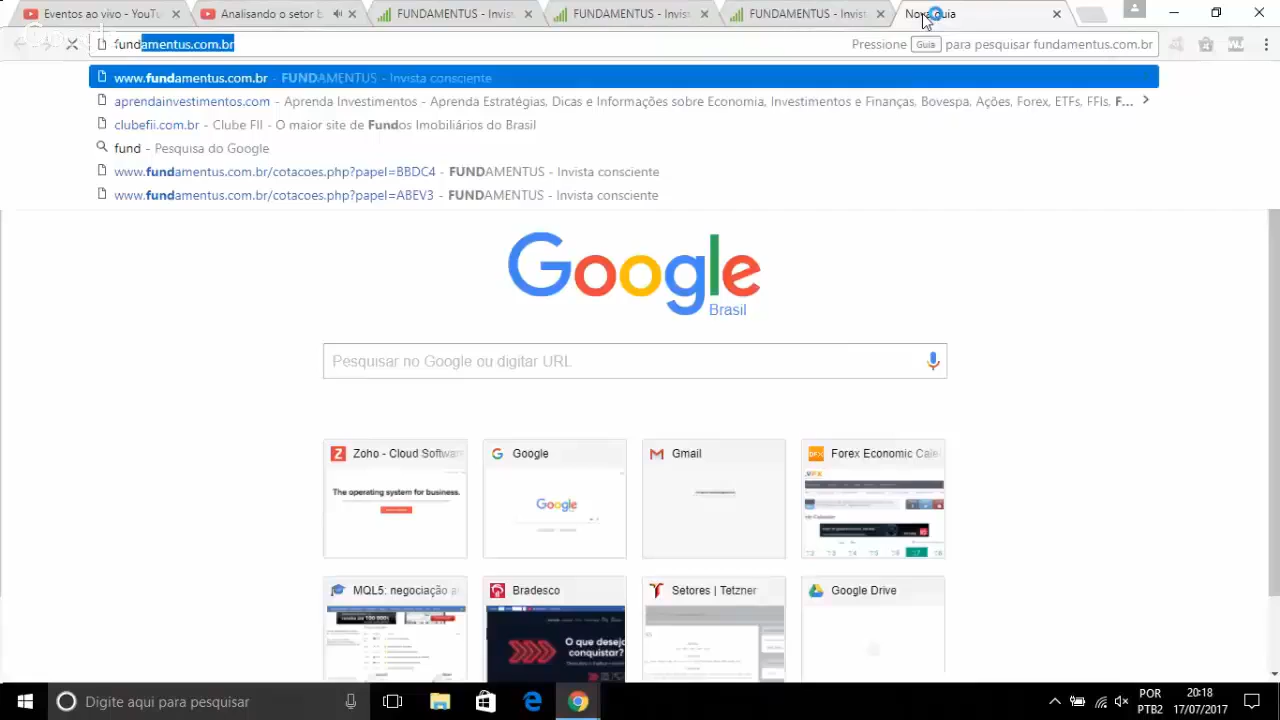 Eventos ao vivo - YouTu
Analisando o setor b
FUNDAMENTUS - Invist
FUNDAMENTUS - Invist
FUNDAMENTUS - Invist
Nova guia
fundamentus.com.br
Pressione Guia para pesquisar fundamentus.com.br
www.fundamentus.com.br - FUNDAMENTUS - Invista consciente
aprendainvestimentos.com - Aprenda Investimentos - Aprenda Estratégias, Dicas e Informações sobre Economia, Investimentos e Finanças, Bovespa, Ações, Forex, ETFs, FFIs, F...
clubefii.com.br - Clube FII - O maior site de Fundos Imobiliários do Brasil
fund - Pesquisa do Google
www.fundamentus.com.br/cotacoes.php?papel=BBDC4 - FUNDAMENTUS - Invista consciente
www.fundamentus.com.br/cotacoes.php?papel=ABEV3 - FUNDAMENTUS - Invista consciente
Google
Brasil
Pesquisar no Google ou digitar URL
Zoho - Cloud Software
Google
Gmail
Forex Economic Cale
The operating system for business.
Google
MQL5: negociação a
Bradesco
Setores | Tetzner
Google Drive
O que deseja
conquistar?
Digite aqui para pesquisar
POR
PTB2
20:18
17/07/2017